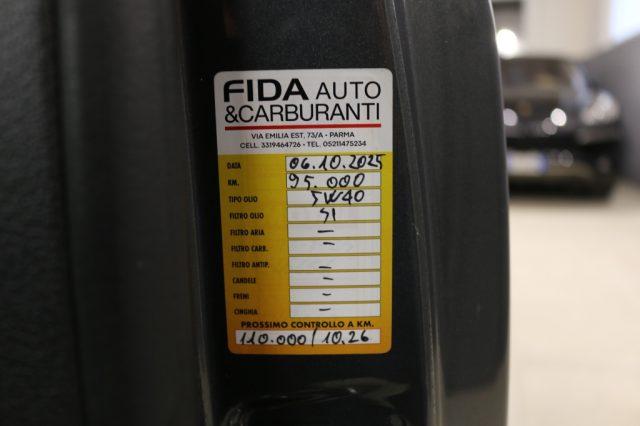 FIDA AUTO
&CARBURANTI
VIA EMILIA EST, 73/A • PARMA
CELL. 3319464726 • TEL. 05211475234
DATA 06.10.2025
KM. 95.000
TIPO OLIO 5W40
FILTRO OLIO SI
FILTRO ARIA –
FILTRO CARB. –
FILTRO ANTIP. –
CANDELE –
FRENI –
CINGHIA –
PROSSIMO CONTROLLO A KM.
110.000/10.26